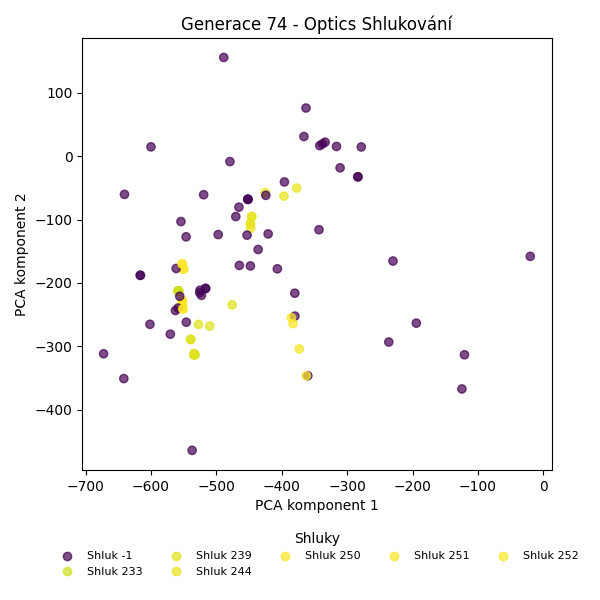 Generace 74 - Optics Shlukování
100
0
−100
−200
−300
−400
PCA komponent 2
−700 −600 −500 −400 −300 −200 −100 0
PCA komponent 1
Shluky
Shluk -1 Shluk 239 Shluk 250 Shluk 251 Shluk 252
Shluk 233 Shluk 244